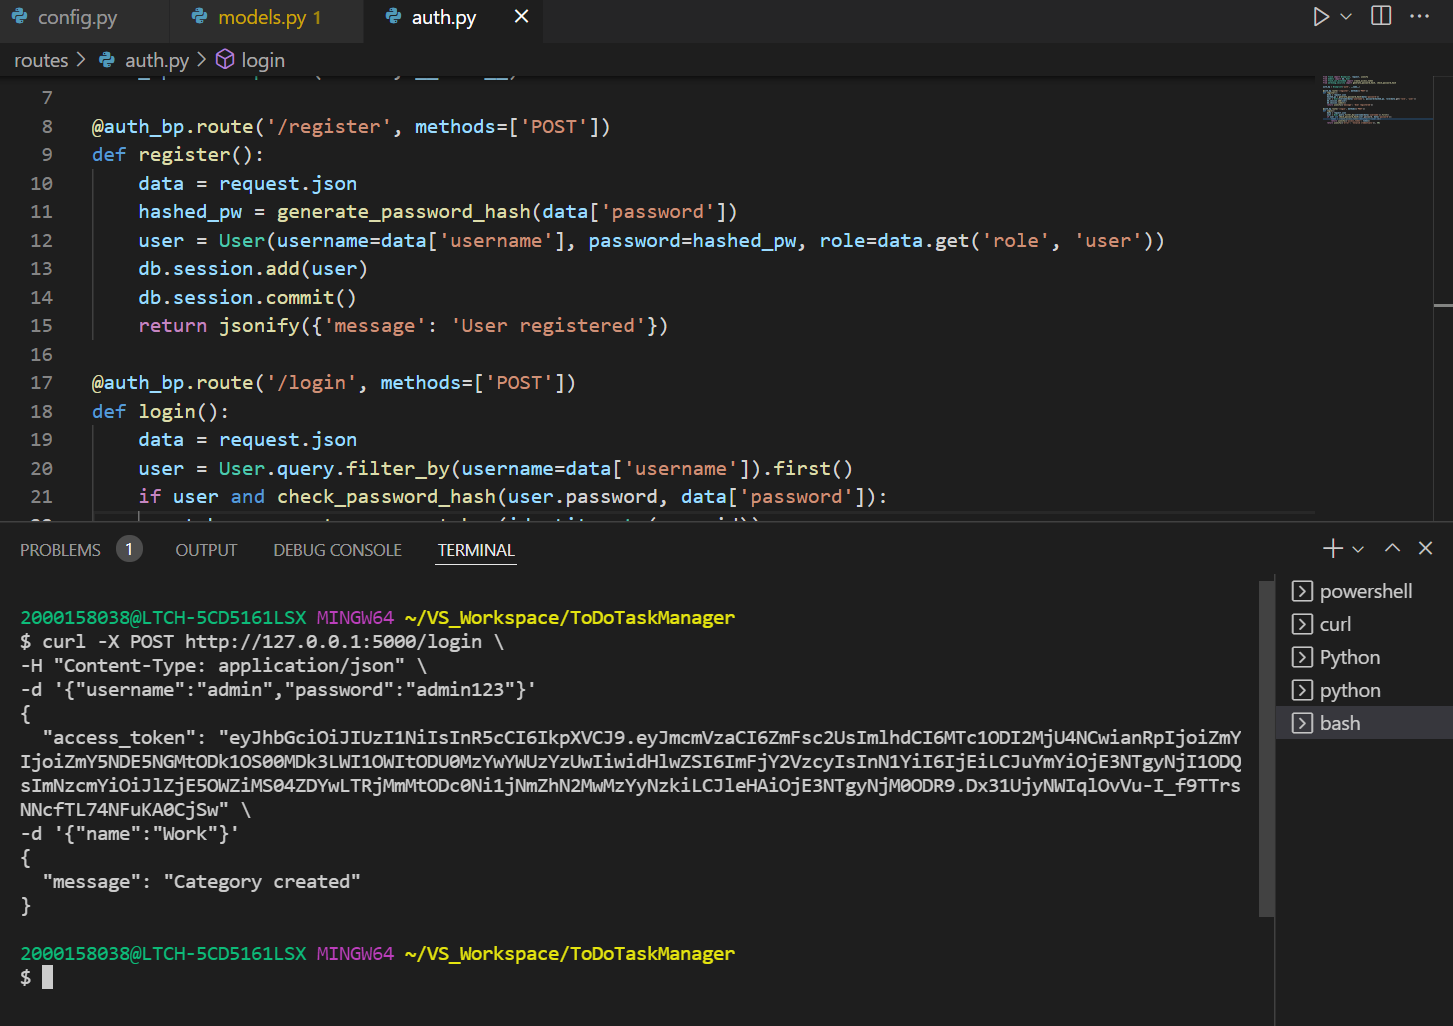 config.py models.py 1 auth.py
routes > auth.py > login
7
8 @auth_bp.route('/register', methods=['POST'])
9 def register():
10 data = request.json
11 hashed_pw = generate_password_hash(data['password'])
12 user = User(username=data['username'], password=hashed_pw, role=data.get('role', 'user'))
13 db.session.add(user)
14 db.session.commit()
15 return jsonify({'message': 'User registered'})
16
17 @auth_bp.route('/login', methods=['POST'])
18 def login():
19 data = request.json
20 user = User.query.filter_by(username=data['username']).first()
21 if user and check_password_hash(user.password, data['password']):
PROBLEMS 1 OUTPUT DEBUG CONSOLE TERMINAL
2000158038@LTCH-5CD5161LSX MINGW64 ~/VS_Workspace/ToDoTaskManager
$ curl -X POST http://127.0.0.1:5000/login \
-H "Content-Type: application/json" \
-d '{"username":"admin","password":"admin123"}'
{
"access_token": "eyJhbGciOiJIUzI1NiIsInR5cCI6IkpXVCJ9.eyJmcmVzaCI6ZmFsc2UsImlhdCI6MTc1ODI2MjU4NCwianRpIjoiZmY
IjoiZmY5NDE5NGMtODk1OS00MDk3LWI1OWItODU0MzYwYWUzYzUwIiwidHlwZSI6ImFjY2VzcyIsInN1YiI6IjEiLCJuYmYiOjE3NTgyNjI1ODQ
sImNzcmYiOiJlZjE5OWZiMS04ZDYwLTRjMmMtODc0Ni1jNmZhN2MwMzYyNzkiLCJleHAiOjE3NTgyNjM0ODR9.Dx31UjyNWIqlOvVu-I_f9TTrs
NNcfTL74NFuKA0CjSw" \
-d '{"name":"Work"}'
{
"message": "Category created"
}
2000158038@LTCH-5CD5161LSX MINGW64 ~/VS_Workspace/ToDoTaskManager
$
powershell
curl
Python
python
bash